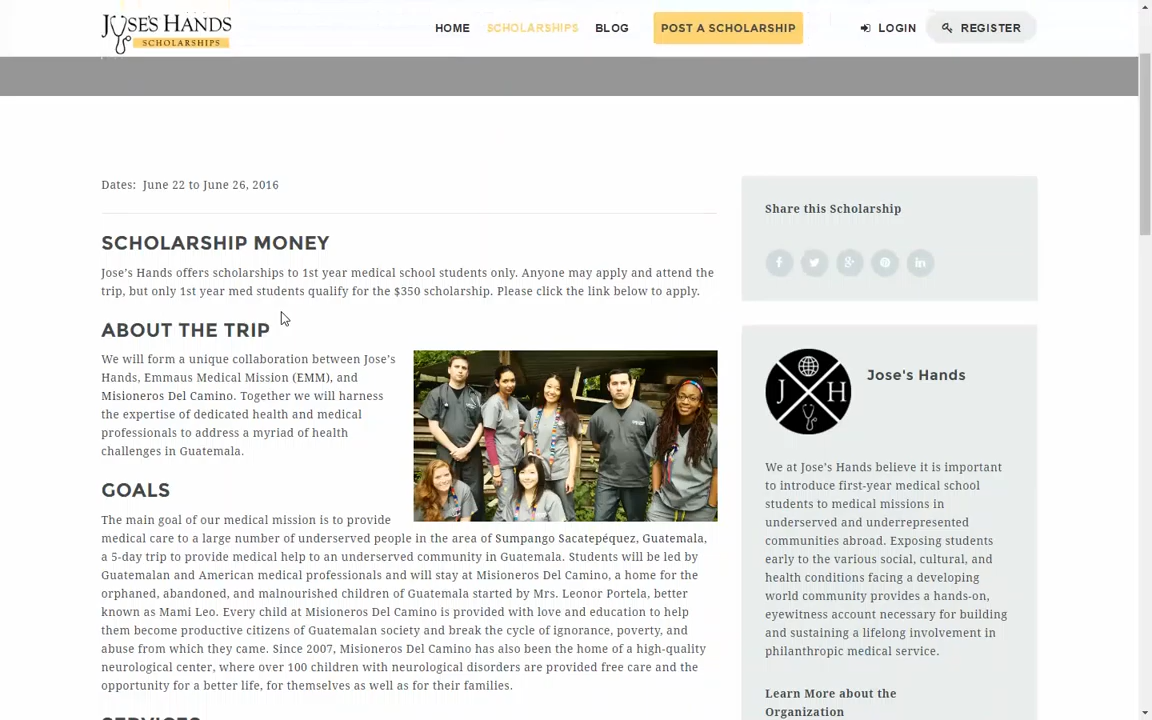 JOSE'S HANDS
SCHOLARSHIPS
HOME
SCHOLARSHIPS
BLOG
POST A SCHOLARSHIP
LOGIN
REGISTER
Dates: June 22 to June 26, 2016
SCHOLARSHIP MONEY
Jose's Hands offers scholarships to 1st year medical school students only. Anyone may apply and attend the
trip, but only 1st year med students qualify for the $350 scholarship. Please click the link below to apply.
ABOUT THE TRIP
We will form a unique collaboration between Jose's
Hands, Emmaus Medical Mission (EMM), and
Misioneros Del Camino. Together we will harness
the expertise of dedicated health and medical
professionals to address a myriad of health
challenges in Guatemala.
GOALS
The main goal of our medical mission is to provide
medical care to a large number of underserved people in the area of Sumpango Sacatepéquez, Guatemala,
a 5-day trip to provide medical help to an underserved community in Guatemala. Students will be led by
Guatemalan and American medical professionals and will stay at Misioneros Del Camino, a home for the
orphaned, abandoned, and malnourished children of Guatemala started by Mrs. Leonor Portela, better
known as Mami Leo. Every child at Misioneros Del Camino is provided with love and education to help
them become productive citizens of Guatemalan society and break the cycle of ignorance, poverty, and
abuse from which they came. Since 2007, Misioneros Del Camino has also been the home of a high-quality
neurological center, where over 100 children with neurological disorders are provided free care and the
opportunity for a better life, for themselves as well as for their families.
SERVICES
Share this Scholarship
J H
Jose's Hands
We at Jose's Hands believe it is important
to introduce first-year medical school
students to medical missions in
underserved and underrepresented
communities abroad. Exposing students
early to the various social, cultural, and
health conditions facing a developing
world community provides a hands-on,
eyewitness account necessary for building
and sustaining a lifelong involvement in
philanthropic medical service.
Learn More about the
Organization